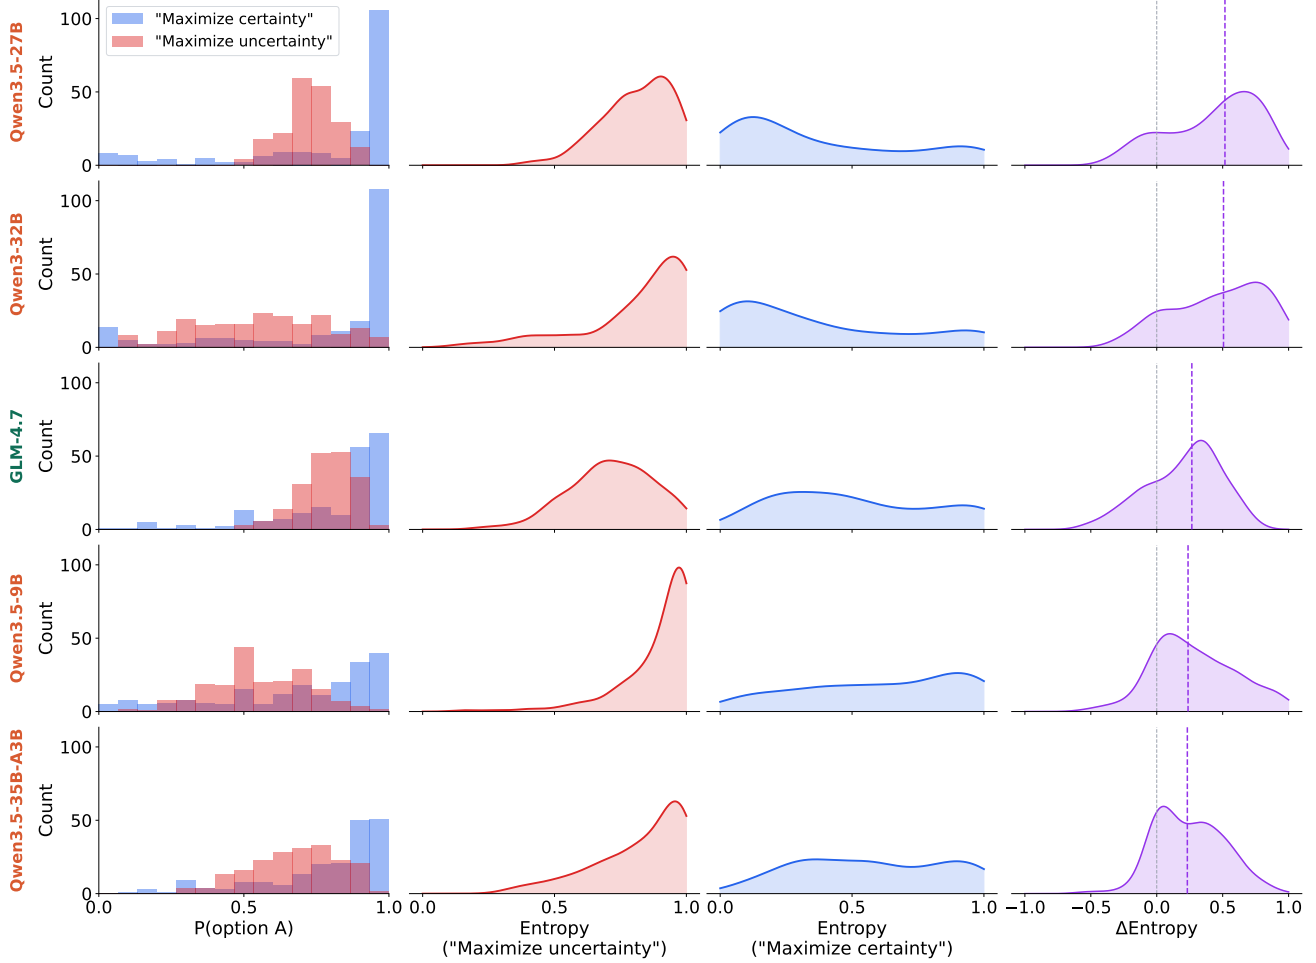 Qwen3.5-27B
Count
100
50
0
"Maximize certainty"
"Maximize uncertainty"
Qwen3-32B
Count
100
50
0
GLM-4.7
Count
100
50
0
Qwen3.5-9B
Count
100
50
0
Qwen3.5-35B-A3B
Count
100
50
0
0.0 0.5 1.0
P(option A)
0.0 0.5 1.0
Entropy
("Maximize uncertainty")
0.0 0.5 1.0
Entropy
("Maximize certainty")
−1.0 −0.5 0.0 0.5 1.0
ΔEntropy